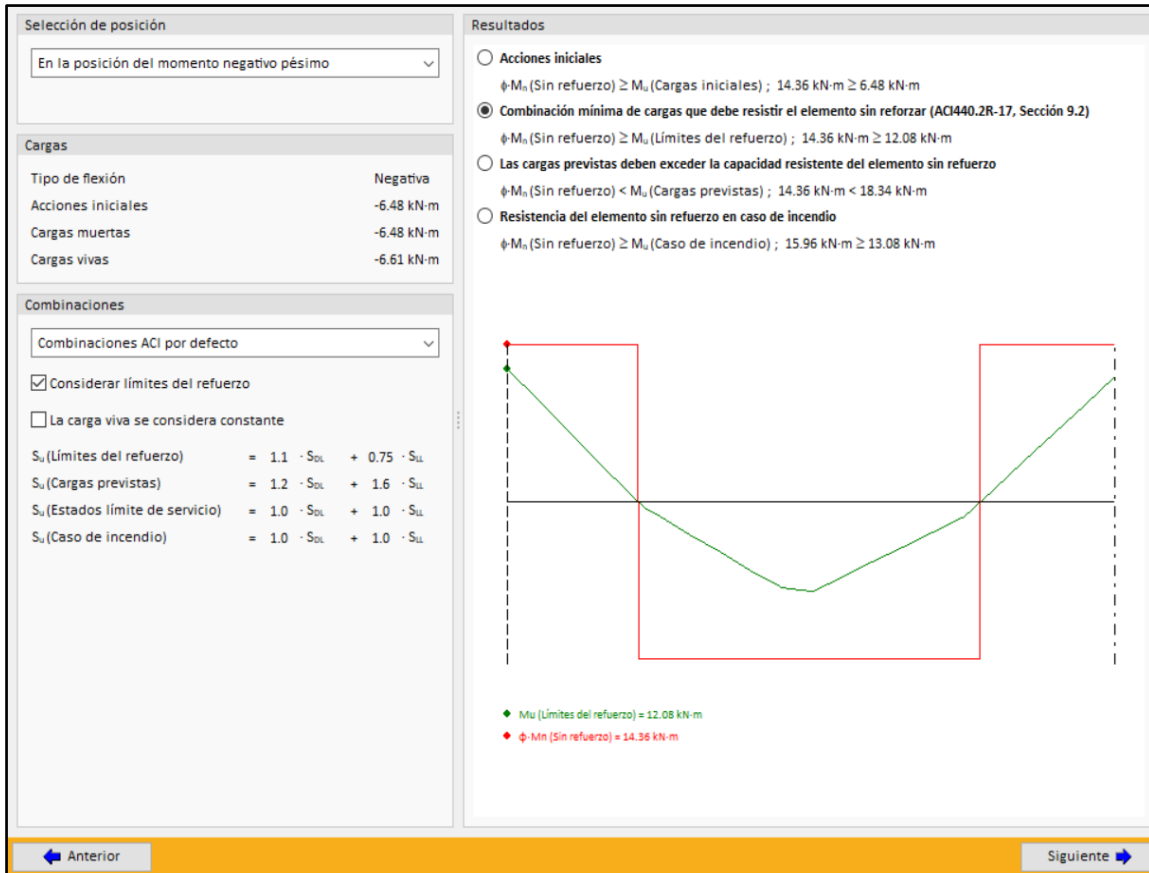 Selección de posición
En la posición del momento negativo pésimo
Cargas
Tipo de flexión Negativa
Acciones iniciales -6.48 kN·m
Cargas muertas -6.48 kN·m
Cargas vivas -6.61 kN·m
Combinaciones
Combinaciones ACI por defecto
Considerar límites del refuerzo
La carga viva se considera constante
Su (Límites del refuerzo) = 1.1 · SDL + 0.75 · SLL
Su (Cargas previstas) = 1.2 · SDL + 1.6 · SLL
Su (Estados límite de servicio) = 1.0 · SDL + 1.0 · SLL
Su (Caso de incendio) = 1.0 · SDL + 1.0 · SLL
Resultados
Acciones iniciales
ϕ·Mn (Sin refuerzo) ≥ Mu (Cargas iniciales) ; 14.36 kN·m ≥ 6.48 kN·m
Combinación mínima de cargas que debe resistir el elemento sin reforzar (ACI440.2R-17, Sección 9.2)
ϕ·Mn (Sin refuerzo) ≥ Mu (Límites del refuerzo) ; 14.36 kN·m ≥ 12.08 kN·m
Las cargas previstas deben exceder la capacidad resistente del elemento sin refuerzo
ϕ·Mn (Sin refuerzo) < Mu (Cargas previstas) ; 14.36 kN·m < 18.34 kN·m
Resistencia del elemento sin refuerzo en caso de incendio
ϕ·Mn (Sin refuerzo) ≥ Mu (Caso de incendio) ; 15.96 kN·m ≥ 13.08 kN·m
Mu (Límites del refuerzo) = 12.08 kN·m
ϕ·Mn (Sin refuerzo) = 14.36 kN·m
Anterior
Siguiente